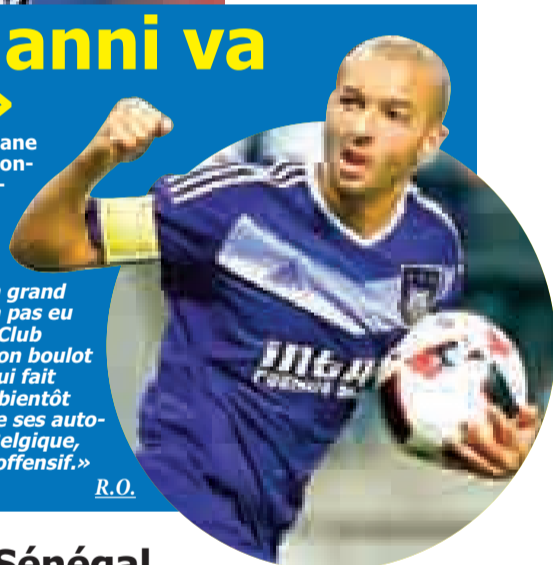 anni va
»
ane
on-
-
grand
pas eu
Club
on boulot
ui fait
bientôt
e ses auto-
elgique,
offensif.»
R.O.
Sénégal